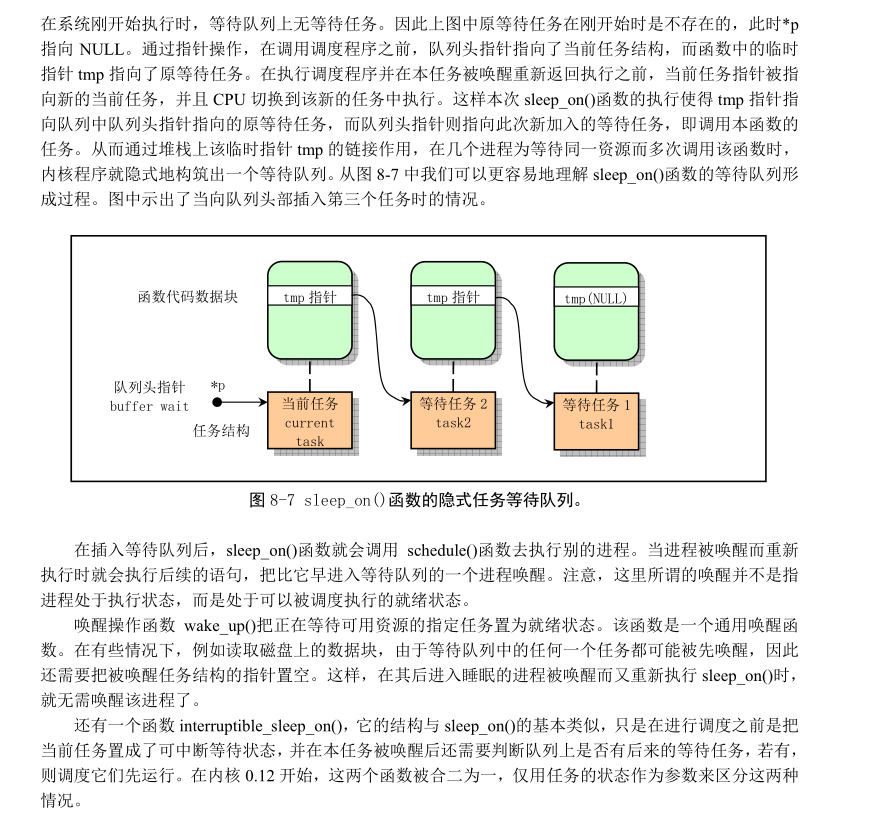 在系统刚开始执行时，等待队列上无等待任务。因此上图中原等待任务在刚开始时是不存在的，此时*p
指向 NULL。通过指针操作，在调用调度程序之前，队列头指针指向了当前任务结构，而函数中的临时
指针 tmp 指向了原等待任务。在执行调度程序并在本任务被唤醒重新返回执行之前，当前任务指针被指
向新的当前任务，并且 CPU 切换到该新的任务中执行。这样本次 sleep_on()函数的执行使得 tmp 指针指
向队列中队列头指针指向的原等待任务，而队列头指针则指向此次新加入的等待任务，即调用本函数的
任务。从而通过堆栈上该临时指针 tmp 的链接作用，在几个进程为等待同一资源而多次调用该函数时，
内核程序就隐式地构筑出一个等待队列。从图 8-7 中我们可以更容易地理解 sleep_on()函数的等待队列形
成过程。图中示出了当向队列头部插入第三个任务时的情况。
函数代码数据块
tmp 指针
tmp 指针
tmp(NULL)
队列头指针 *p
buffer wait
任务结构
当前任务
current
task
等待任务 2
task2
等待任务 1
task1
图 8-7 sleep_on()函数的隐式任务等待队列。
在插入等待队列后，sleep_on()函数就会调用 schedule()函数去执行别的进程。当进程被唤醒而重新
执行时就会执行后续的语句，把比它早进入等待队列的一个进程唤醒。注意，这里所谓的唤醒并不是指
进程处于执行状态，而是处于可以被调度执行的就绪状态。
唤醒操作函数 wake_up()把正在等待可用资源的指定任务置为就绪状态。该函数是一个通用唤醒函
数。在有些情况下，例如读取磁盘上的数据块，由于等待队列中的任何一个任务都可能被先唤醒，因此
还需要把被唤醒任务结构的指针置空。这样，在其后进入睡眠的进程被唤醒而又重新执行 sleep_on()时，
就无需唤醒该进程了。
还有一个函数 interruptible_sleep_on()，它的结构与 sleep_on()的基本类似，只是在进行调度之前是把
当前任务置成了可中断等待状态，并在本任务被唤醒后还需要判断队列上是否有后来的等待任务，若有，
则调度它们先运行。在内核 0.12 开始，这两个函数被合二为一，仅用任务的状态作为参数来区分这两种
情况。